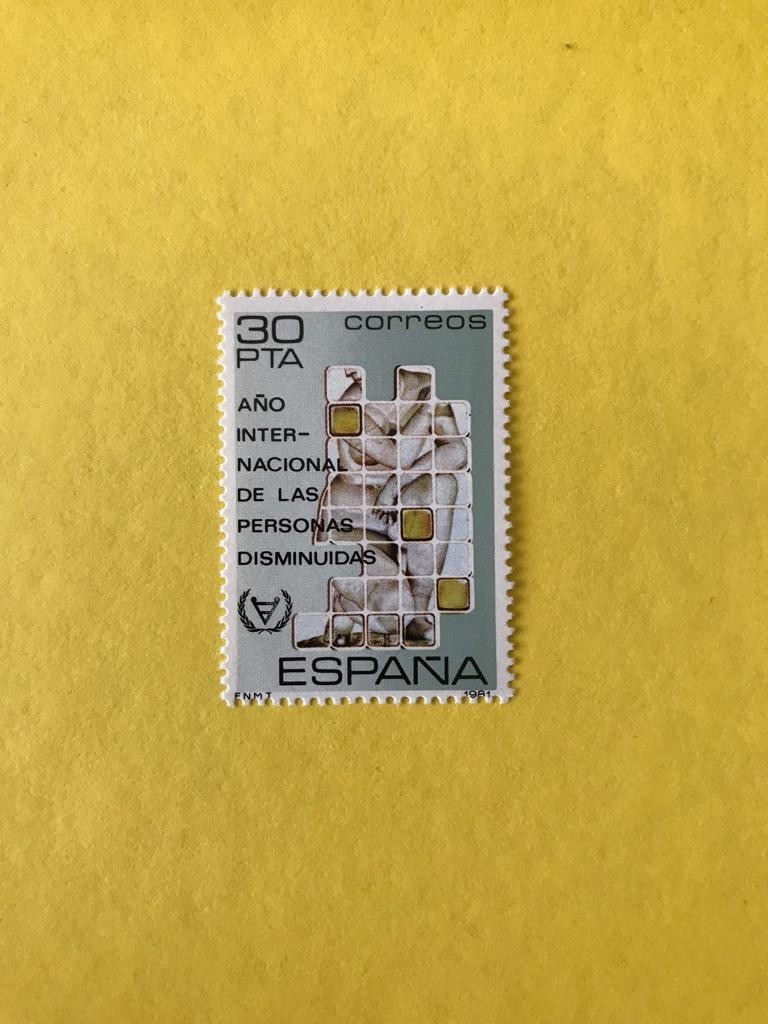 30 correos
PTA
AÑO
INTER-
NACIONAL
DE LAS
PERSONAS
DISMINUIDAS
ESPAÑA
FNMT 1981